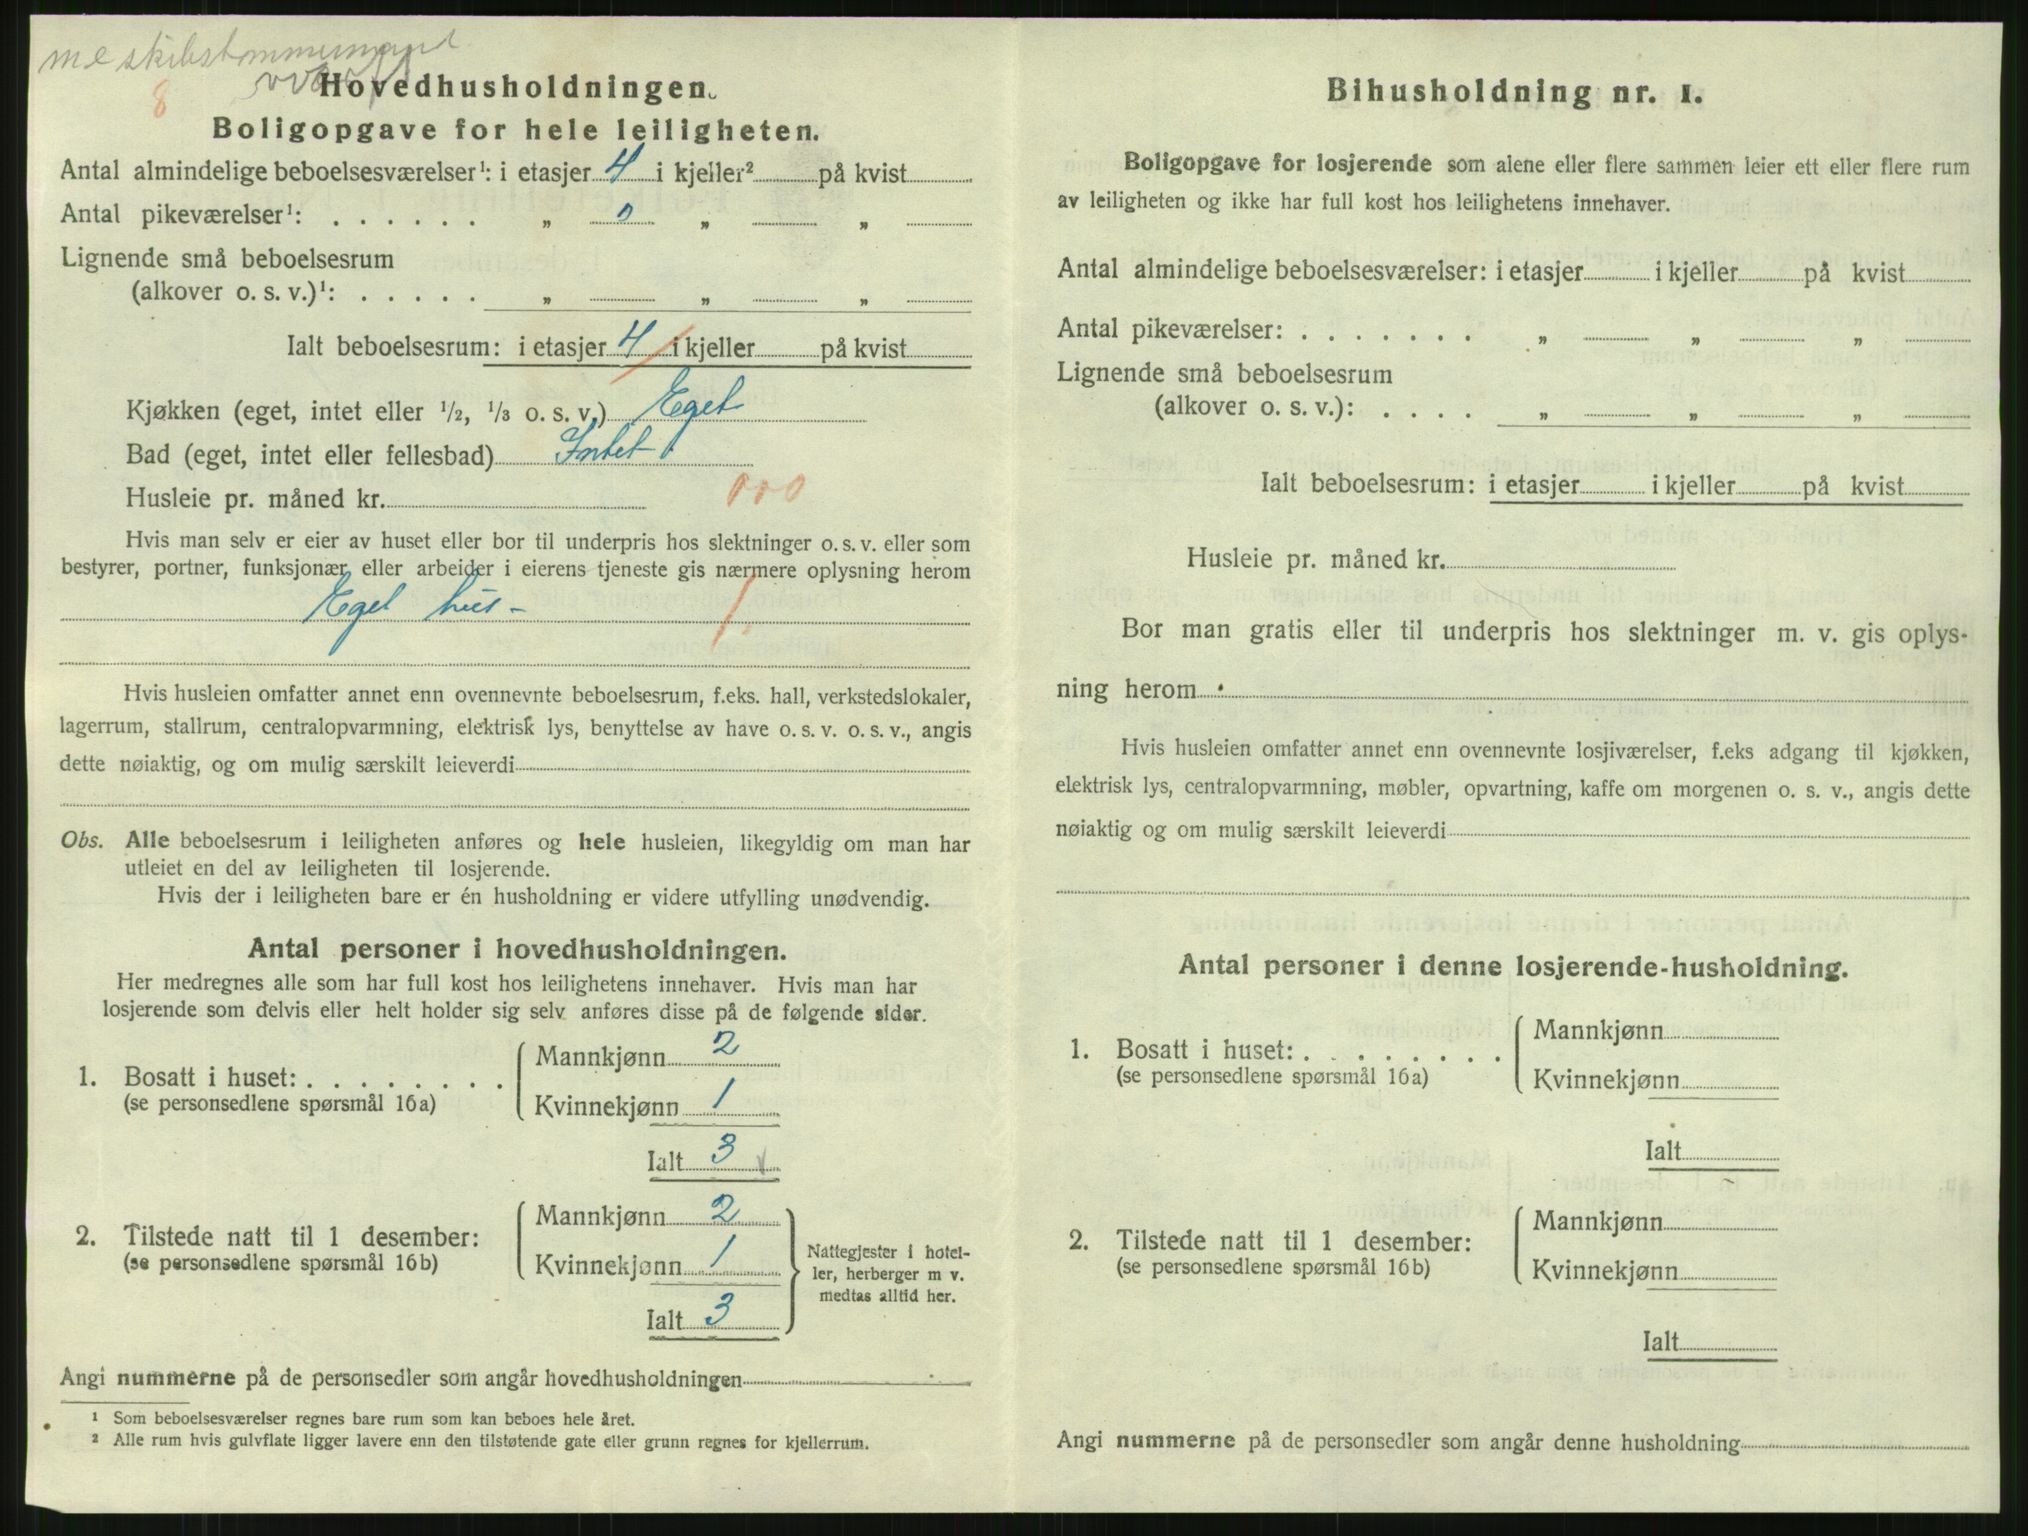 8
Hovedhusholdningen.
Boligopgave for hele leiligheten.
Antal almindelige beboelsesværelser¹: i etasjer 4 i kjeller² på kvist
Antal pikeværelser¹: . . . . . . „ 0 „ „
Lignende små beboelsesrum
(alkover o. s. v.)¹: . . . . . „ „ „
Ialt beboelsesrum: i etasjer 4 i kjeller på kvist
Kjøkken (eget, intet eller 1/2, 1/3 o. s. v.) Eget
Bad (eget, intet eller fellesbad) Intet
Husleie pr. måned kr. 000
Hvis man selv er eier av huset eller bor til underpris hos slektninger o. s. v. eller som
bestyrer, portner, funksjonær eller arbeider i eierens tjeneste gis nærmere oplysning herom
Eget hus - 1.
Hvis husleien omfatter annet enn ovennevnte beboelsesrum, f.eks. hall, verkstedslokaler,
lagerrum, stallrum, centralopvarmning, elektrisk lys, benyttelse av have o. s. v. o. s. v., angis
dette nøiaktig, og om mulig særskilt leieverdi
Obs. Alle beboelsesrum i leiligheten anføres og hele husleien, likegyldig om man har
utleiet en del av leiligheten til losjerende.
Hvis der i leiligheten bare er én husholdning er videre utfylling unødvendig.
Antal personer i hovedhusholdningen.
Her medregnes alle som har full kost hos leilighetens innehaver. Hvis man har
losjerende som delvis eller helt holder sig selv anføres disse på de følgende sider.
1. Bosatt i huset: . . . . . . . .
(se personsedlene spørsmål 16a)
Mannkjønn 2
Kvinnekjønn 1
Ialt 3
2. Tilstede natt til 1 desember:
(se personsedlene spørsmål 16b)
Mannkjønn 2
Kvinnekjønn 1
Ialt 3
Nattegjester i hotel-
ler, herberger m v.
medtas alltid her.
Angi nummerne på de personsedler som angår hovedhusholdningen
¹ Som beboelsesværelser regnes bare rum som kan beboes hele året.
² Alle rum hvis gulvflate ligger lavere enn den tilstøtende gate eller grunn regnes for kjellerrum.
Bihusholdning nr. 1.
Boligopgave for losjerende som alene eller flere sammen leier ett eller flere rum
av leiligheten og ikke har full kost hos leilighetens innehaver.
Antal almindelige beboelsesværelser: i etasjer i kjeller på kvist
Antal pikeværelser: . . . . . . . „ „ „
Lignende små beboelsesrum
(alkover o. s. v.): . . . . „ „ „
Ialt beboelsesrum: i etasjer i kjeller på kvist
Husleie pr. måned kr.
Bor man gratis eller til underpris hos slektninger m. v. gis oplys-
ning herom
Hvis husleien omfatter annet enn ovennevnte losjiværelser, f.eks adgang til kjøkken,
elektrisk lys, centralopvarmning, møbler, opvartning, kaffe om morgenen o. s. v., angis dette
nøiaktig og om mulig særskilt leieverdi
Antal personer i denne losjerende-husholdning.
1. Bosatt i huset: . . . . . . . .
(se personsedlene spørsmål 16a)
Mannkjønn
Kvinnekjønn
Ialt
2. Tilstede natt til 1 desember:
(se personsedlene spørsmål 16b)
Mannkjønn
Kvinnekjønn
Ialt
Angi nummerne på de personsedler som angår denne husholdning